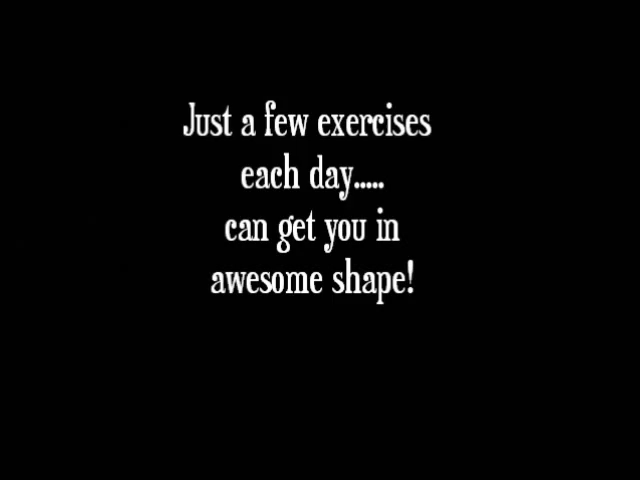 Just a few exercises
each day.....
can get you in
awesome shape!